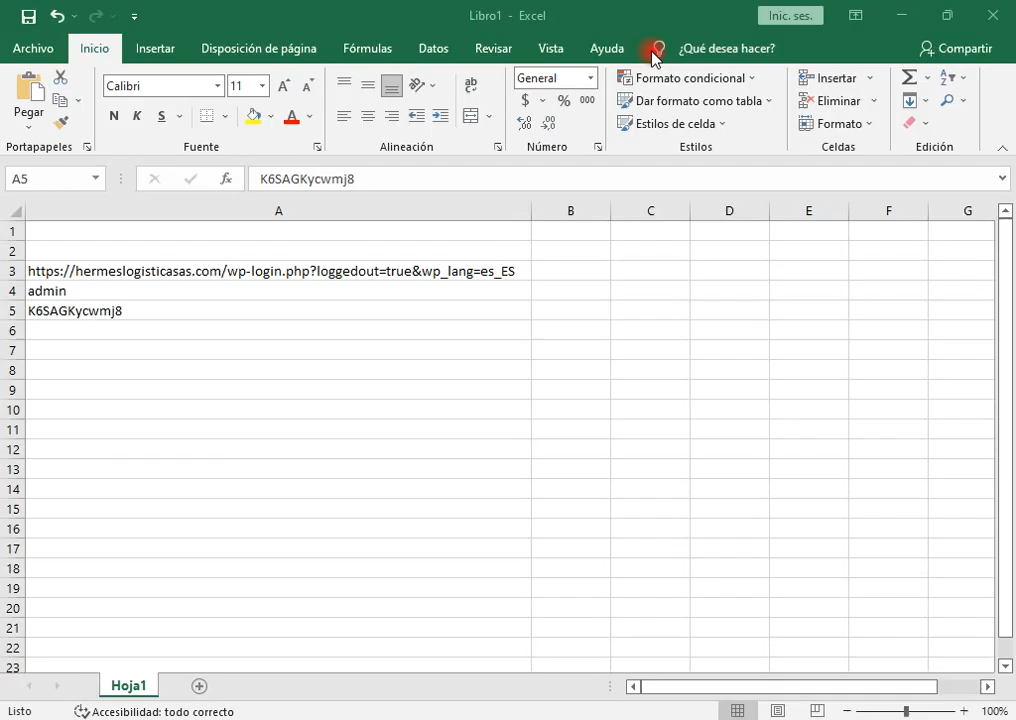 Libro1 - Excel
Inic. ses.
Archivo Inicio Insertar Disposición de página Fórmulas Datos Revisar Vista Ayuda ¿Qué desea hacer? Compartir
Pegar
Calibri 11
N K S
ab
General
$ % 000
Formato condicional
Dar formato como tabla
Estilos de celda
Insertar
Eliminar
Formato
Portapapeles Fuente Alineación Número Estilos Celdas Edición
A5 fx K6SAGKycwmj8
A B C D E F G
1
2
3 https://hermeslogisticasas.com/wp-login.php?loggedout=true&wp_lang=es_ES
4 admin
5 K6SAGKycwmj8
6
7
8
9
10
11
12
13
14
15
16
17
18
19
20
21
22
23
Hoja1
Listo Accesibilidad: todo correcto 100%